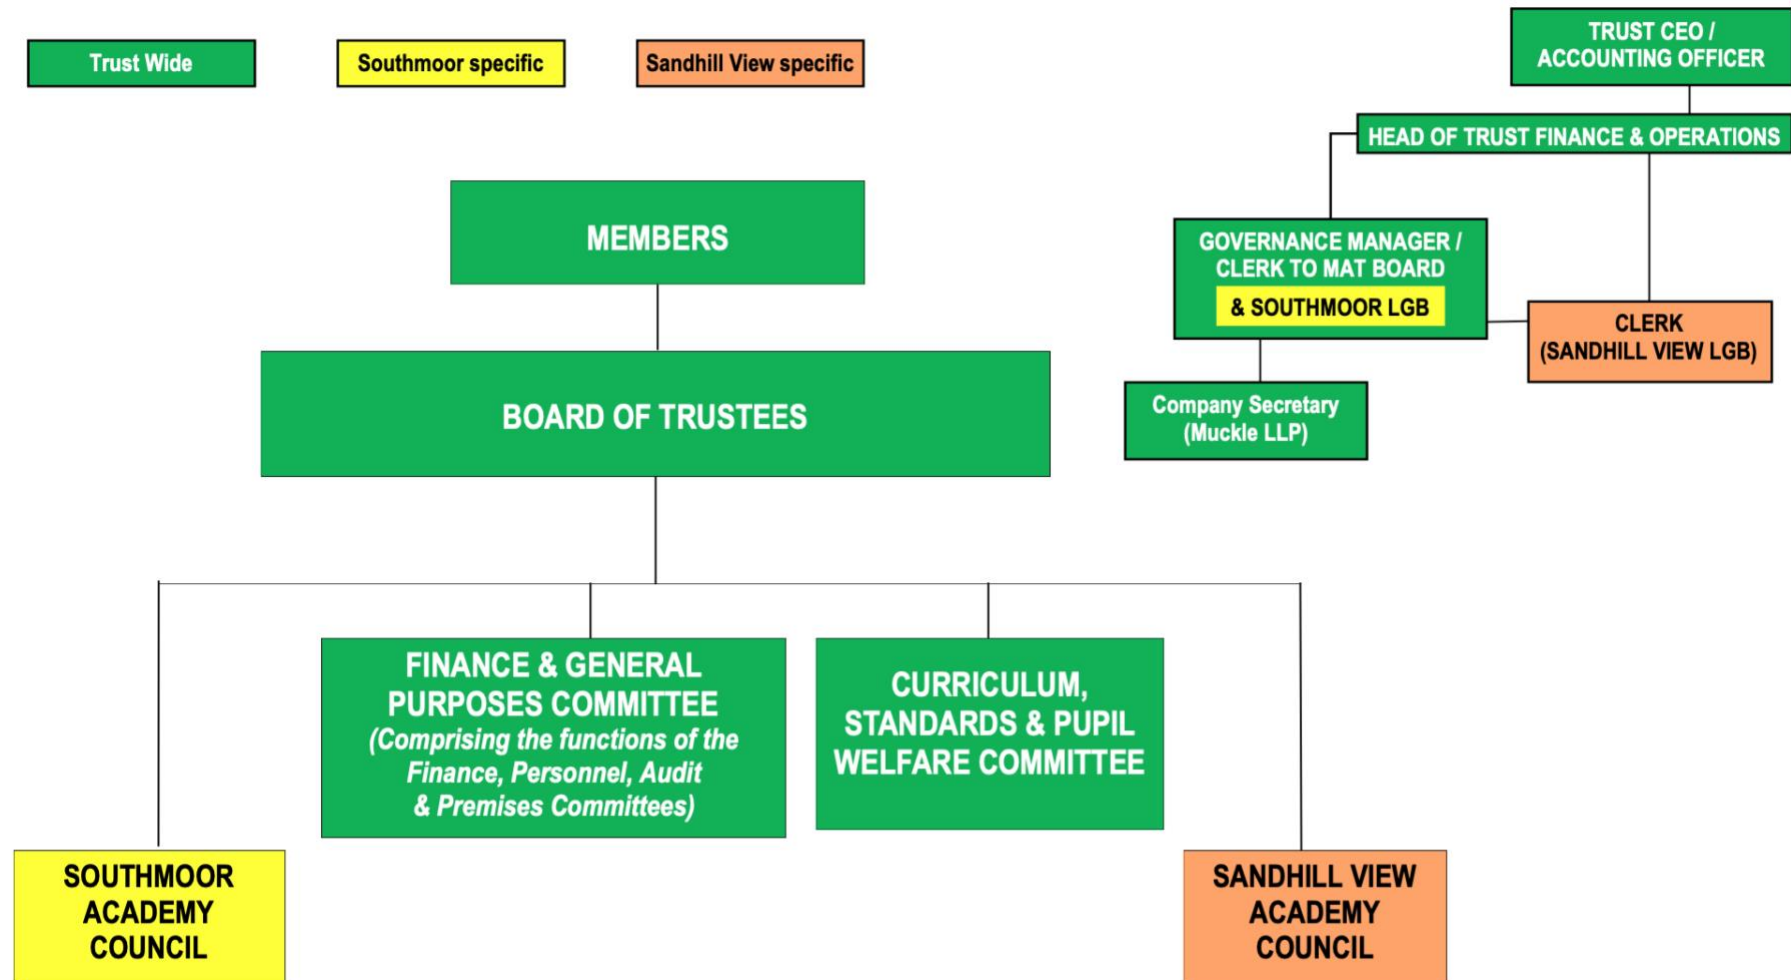 Trust Wide
Southmoor specific
Sandhill View specific
TRUST CEO /
ACCOUNTING OFFICER
HEAD OF TRUST FINANCE & OPERATIONS
GOVERNANCE MANAGER /
CLERK TO MAT BOARD
& SOUTHMOOR LGB
CLERK
(SANDHILL VIEW LGB)
Company Secretary
(Muckle LLP)
MEMBERS
BOARD OF TRUSTEES
FINANCE & GENERAL
PURPOSES COMMITTEE
(Comprising the functions of the
Finance, Personnel, Audit
& Premises Committees)
CURRICULUM,
STANDARDS & PUPIL
WELFARE COMMITTEE
SOUTHMOOR
ACADEMY
COUNCIL
SANDHILL VIEW
ACADEMY
COUNCIL